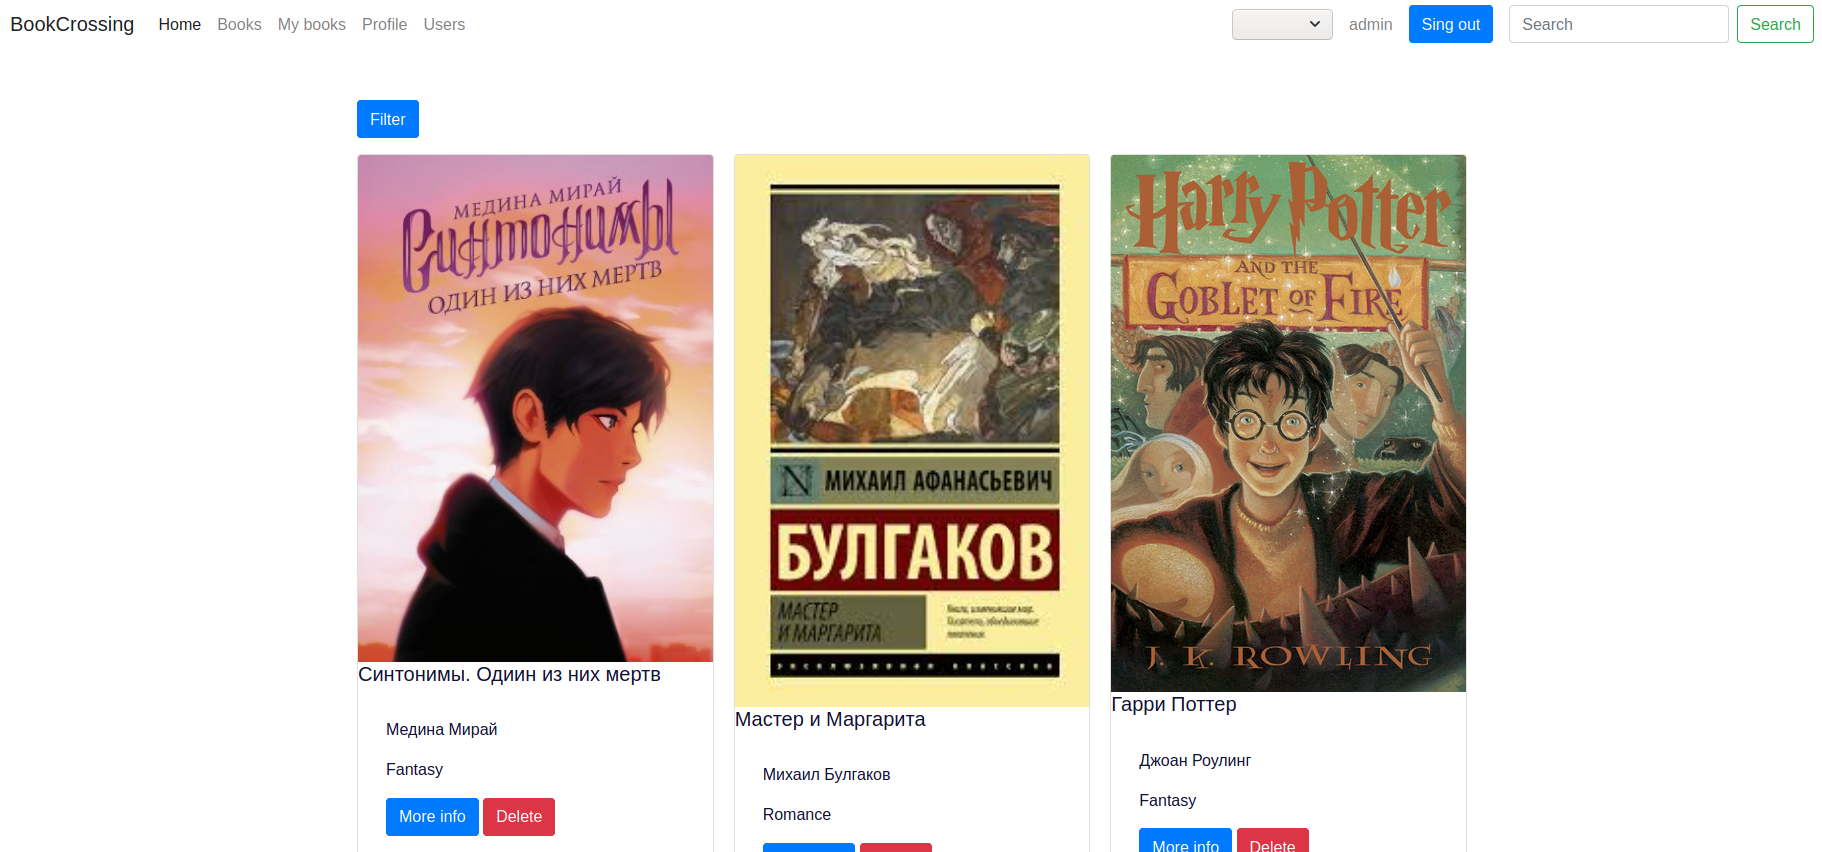 BookCrossing Home Books My books Profile Users admin Sing out Search Search
Filter
МЕДИНА МИРАЙ
Синтонимы
ОДИН ИЗ НИХ МЕРТВ
Синтонимы. Одиин из них мертв
Медина Мирай
Fantasy
More info Delete
МИХАИЛ АФАНАСЬЕВИЧ
БУЛГАКОВ
МАСТЕР
И МАРГАРИТА
Мастер и Маргарита
Михаил Булгаков
Romance
Harry Potter
AND THE
GOBLET OF FIRE
J. K. ROWLING
Гарри Поттер
Джоан Роулинг
Fantasy
More info Delete